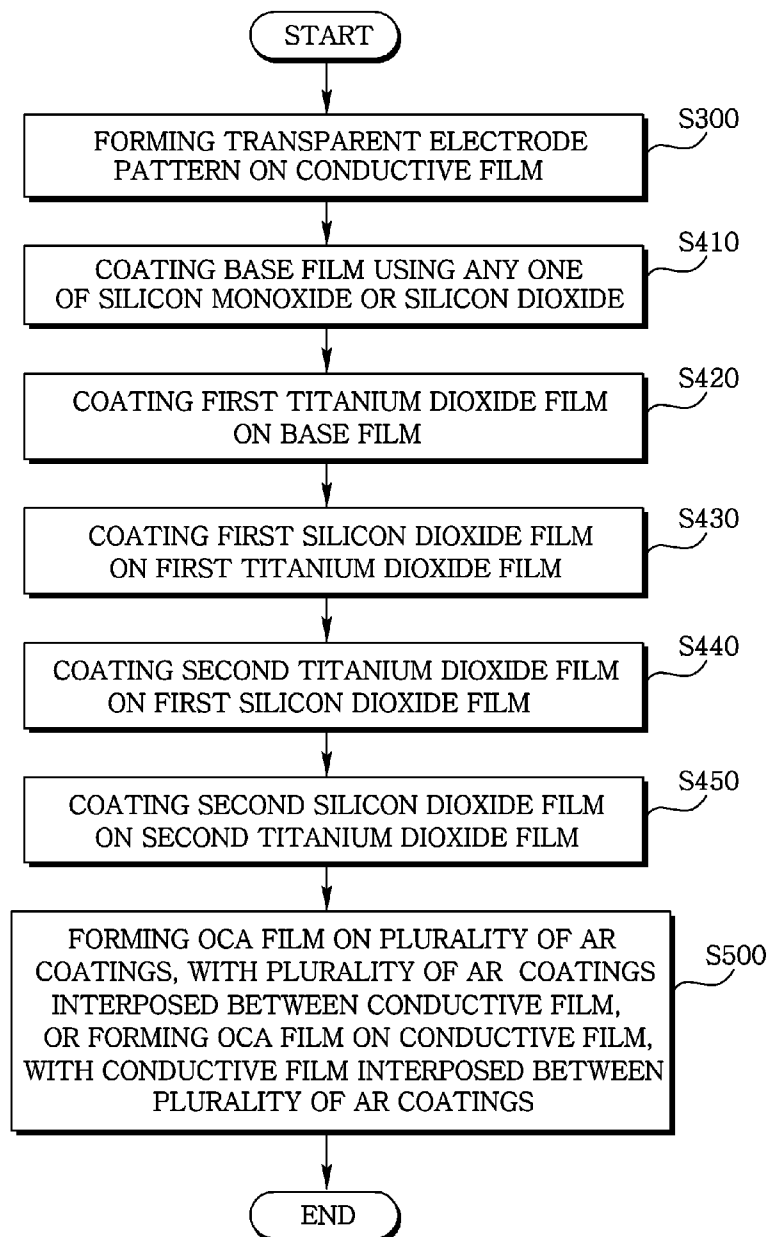 START
S300
FORMING TRANSPARENT ELECTRODE
PATTERN ON CONDUCTIVE FILM
S410
COATING BASE FILM USING ANY ONE
OF SILICON MONOXIDE OR SILICON DIOXIDE
S420
COATING FIRST TITANIUM DIOXIDE FILM
ON BASE FILM
S430
COATING FIRST SILICON DIOXIDE FILM
ON FIRST TITANIUM DIOXIDE FILM
S440
COATING SECOND TITANIUM DIOXIDE FILM
ON FIRST SILICON DIOXIDE FILM
S450
COATING SECOND SILICON DIOXIDE FILM
ON SECOND TITANIUM DIOXIDE FILM
S500
FORMING OCA FILM ON PLURALITY OF AR
COATINGS, WITH PLURALITY OF AR COATINGS
INTERPOSED BETWEEN CONDUCTIVE FILM,
OR FORMING OCA FILM ON CONDUCTIVE FILM,
WITH CONDUCTIVE FILM INTERPOSED BETWEEN
PLURALITY OF AR COATINGS
END